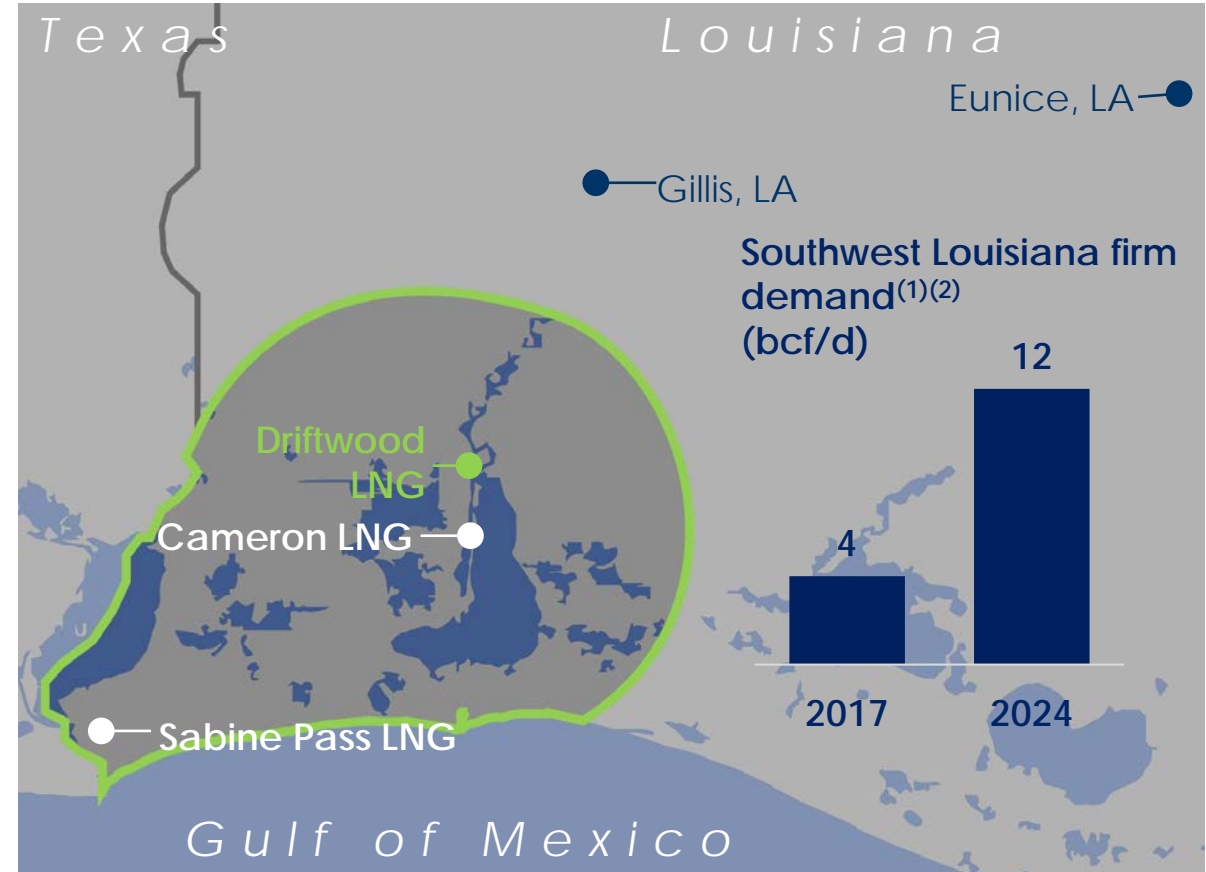 Texas
Louisiana
Eunice, LA
Gillis, LA
Southwest Louisiana firm
demand(1)(2)
(bcf/d)
12
4
2017
2024
Driftwood
LNG
Cameron LNG
U
Sabine Pass LNG
Gulf of Mexico